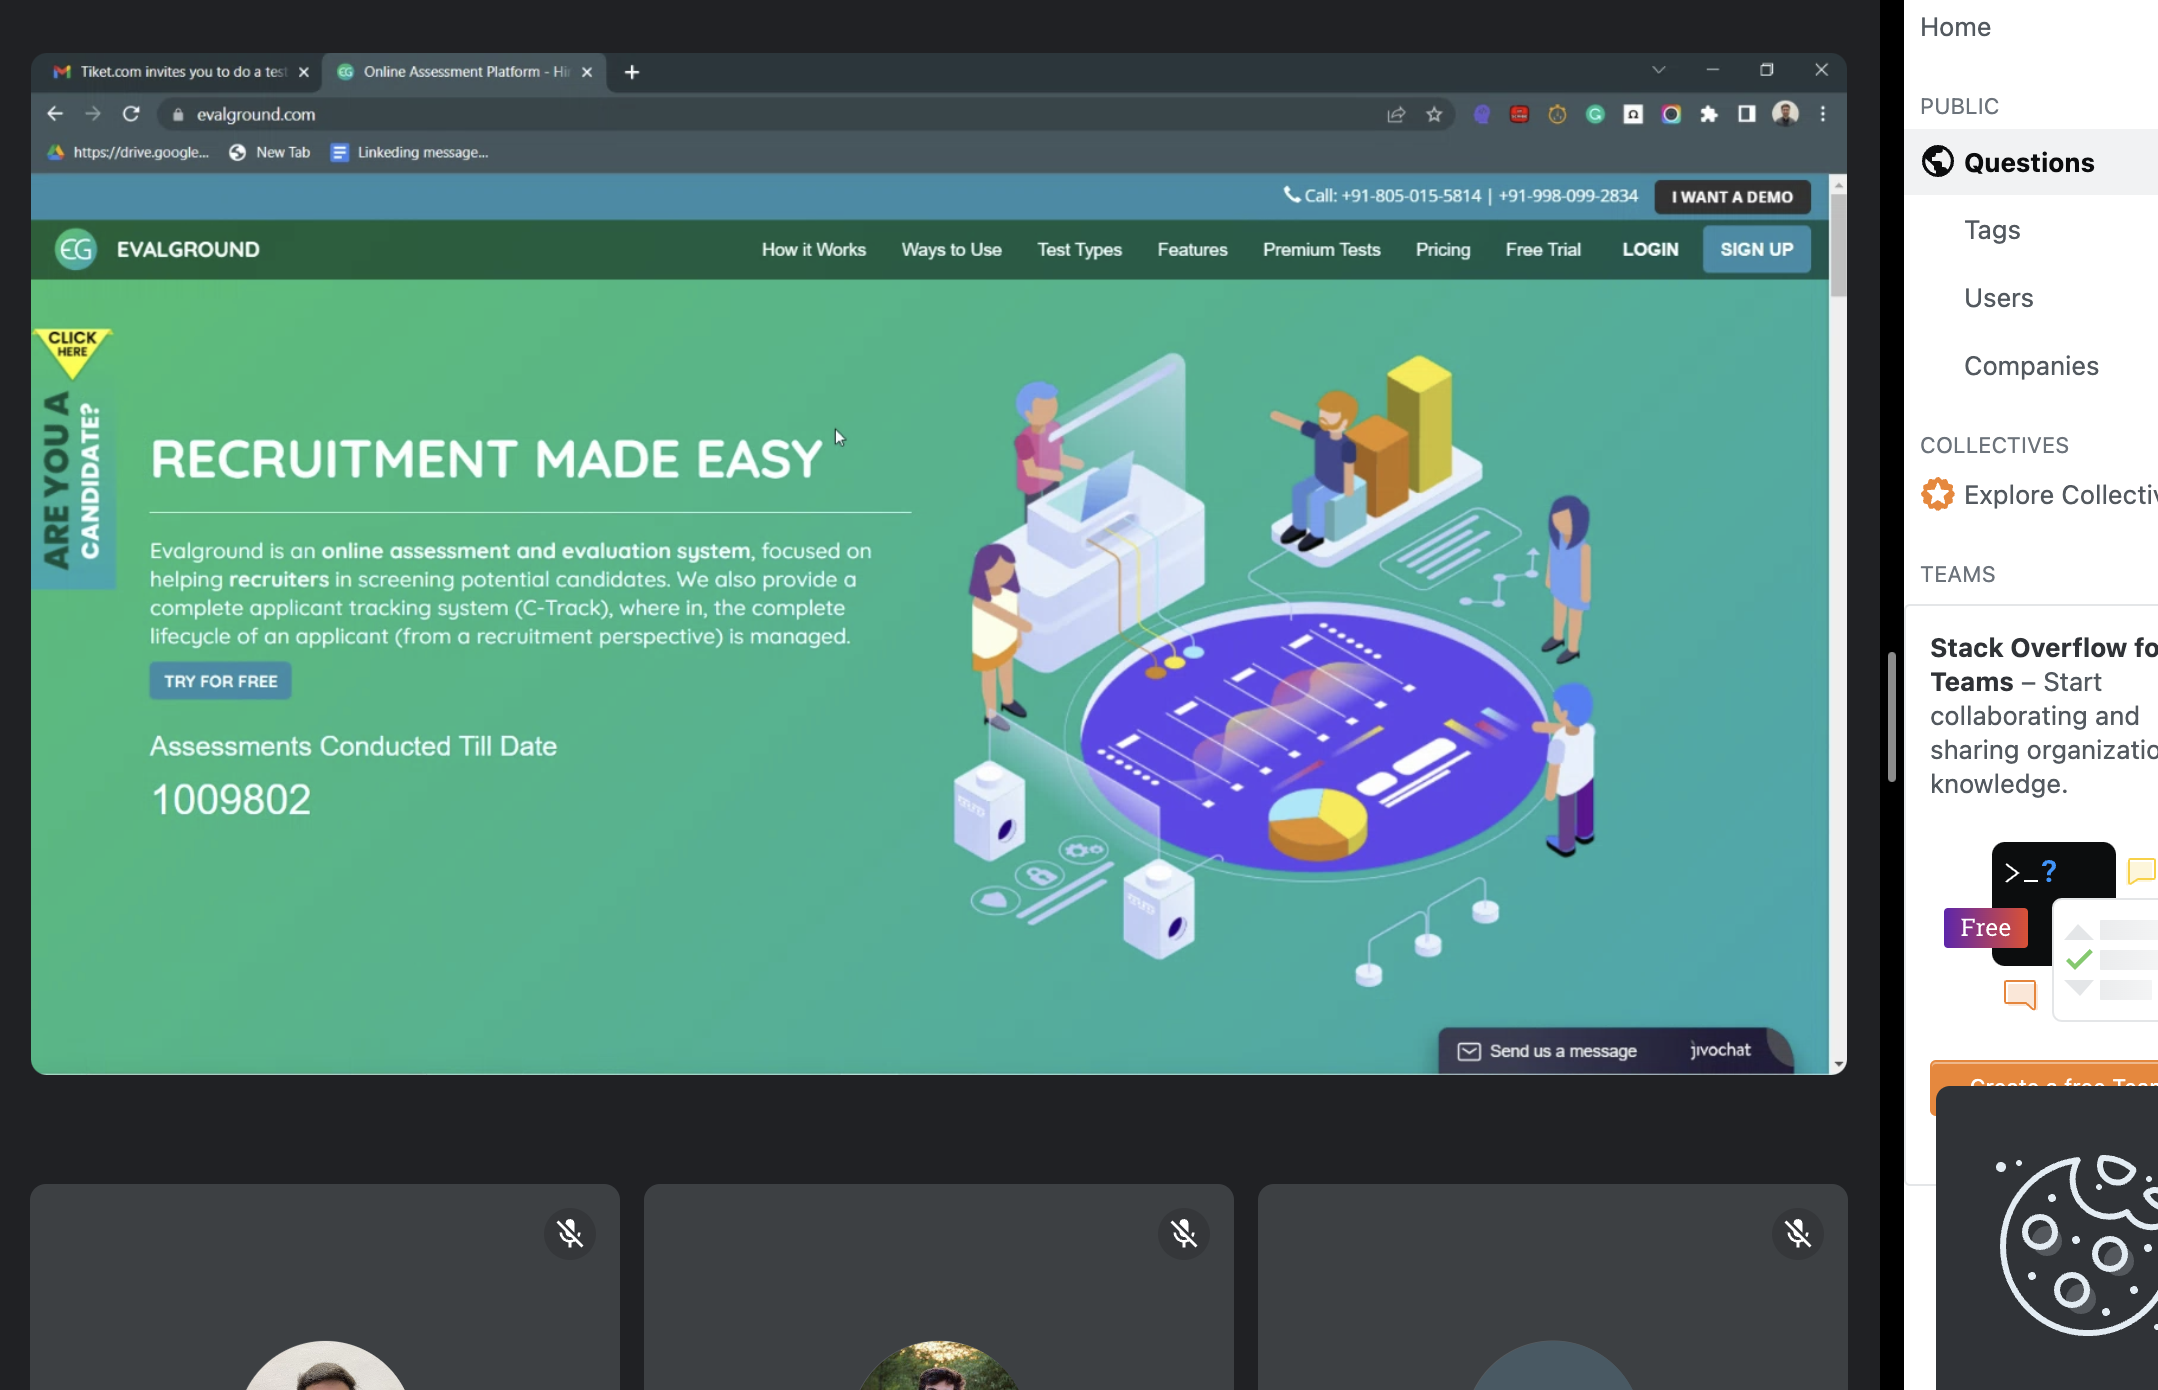 Tiket.com invites you to do a test
Online Assessment Platform - Hir
evalground.com
https://drive.google...
New Tab
Linkeding message...
Call: +91-805-015-5814 | +91-998-099-2834
I WANT A DEMO
EG
EVALGROUND
How it Works
Ways to Use
Test Types
Features
Premium Tests
Pricing
Free Trial
LOGIN
SIGN UP
CLICK
HERE
ARE YOU A
CANDIDATE?
RECRUITMENT MADE EASY
Evalground is an online assessment and evaluation system, focused on
helping recruiters in screening potential candidates. We also provide a
complete applicant tracking system (C-Track), where in, the complete
lifecycle of an applicant (from a recruitment perspective) is managed.
TRY FOR FREE
Assessments Conducted Till Date
1009802
Send us a message
jivochat
Home
PUBLIC
Questions
Tags
Users
Companies
COLLECTIVES
Explore Collectiv
TEAMS
Stack Overflow fo
Teams – Start
collaborating and
sharing organizatio
knowledge.
>_?
Free
Create a free Team